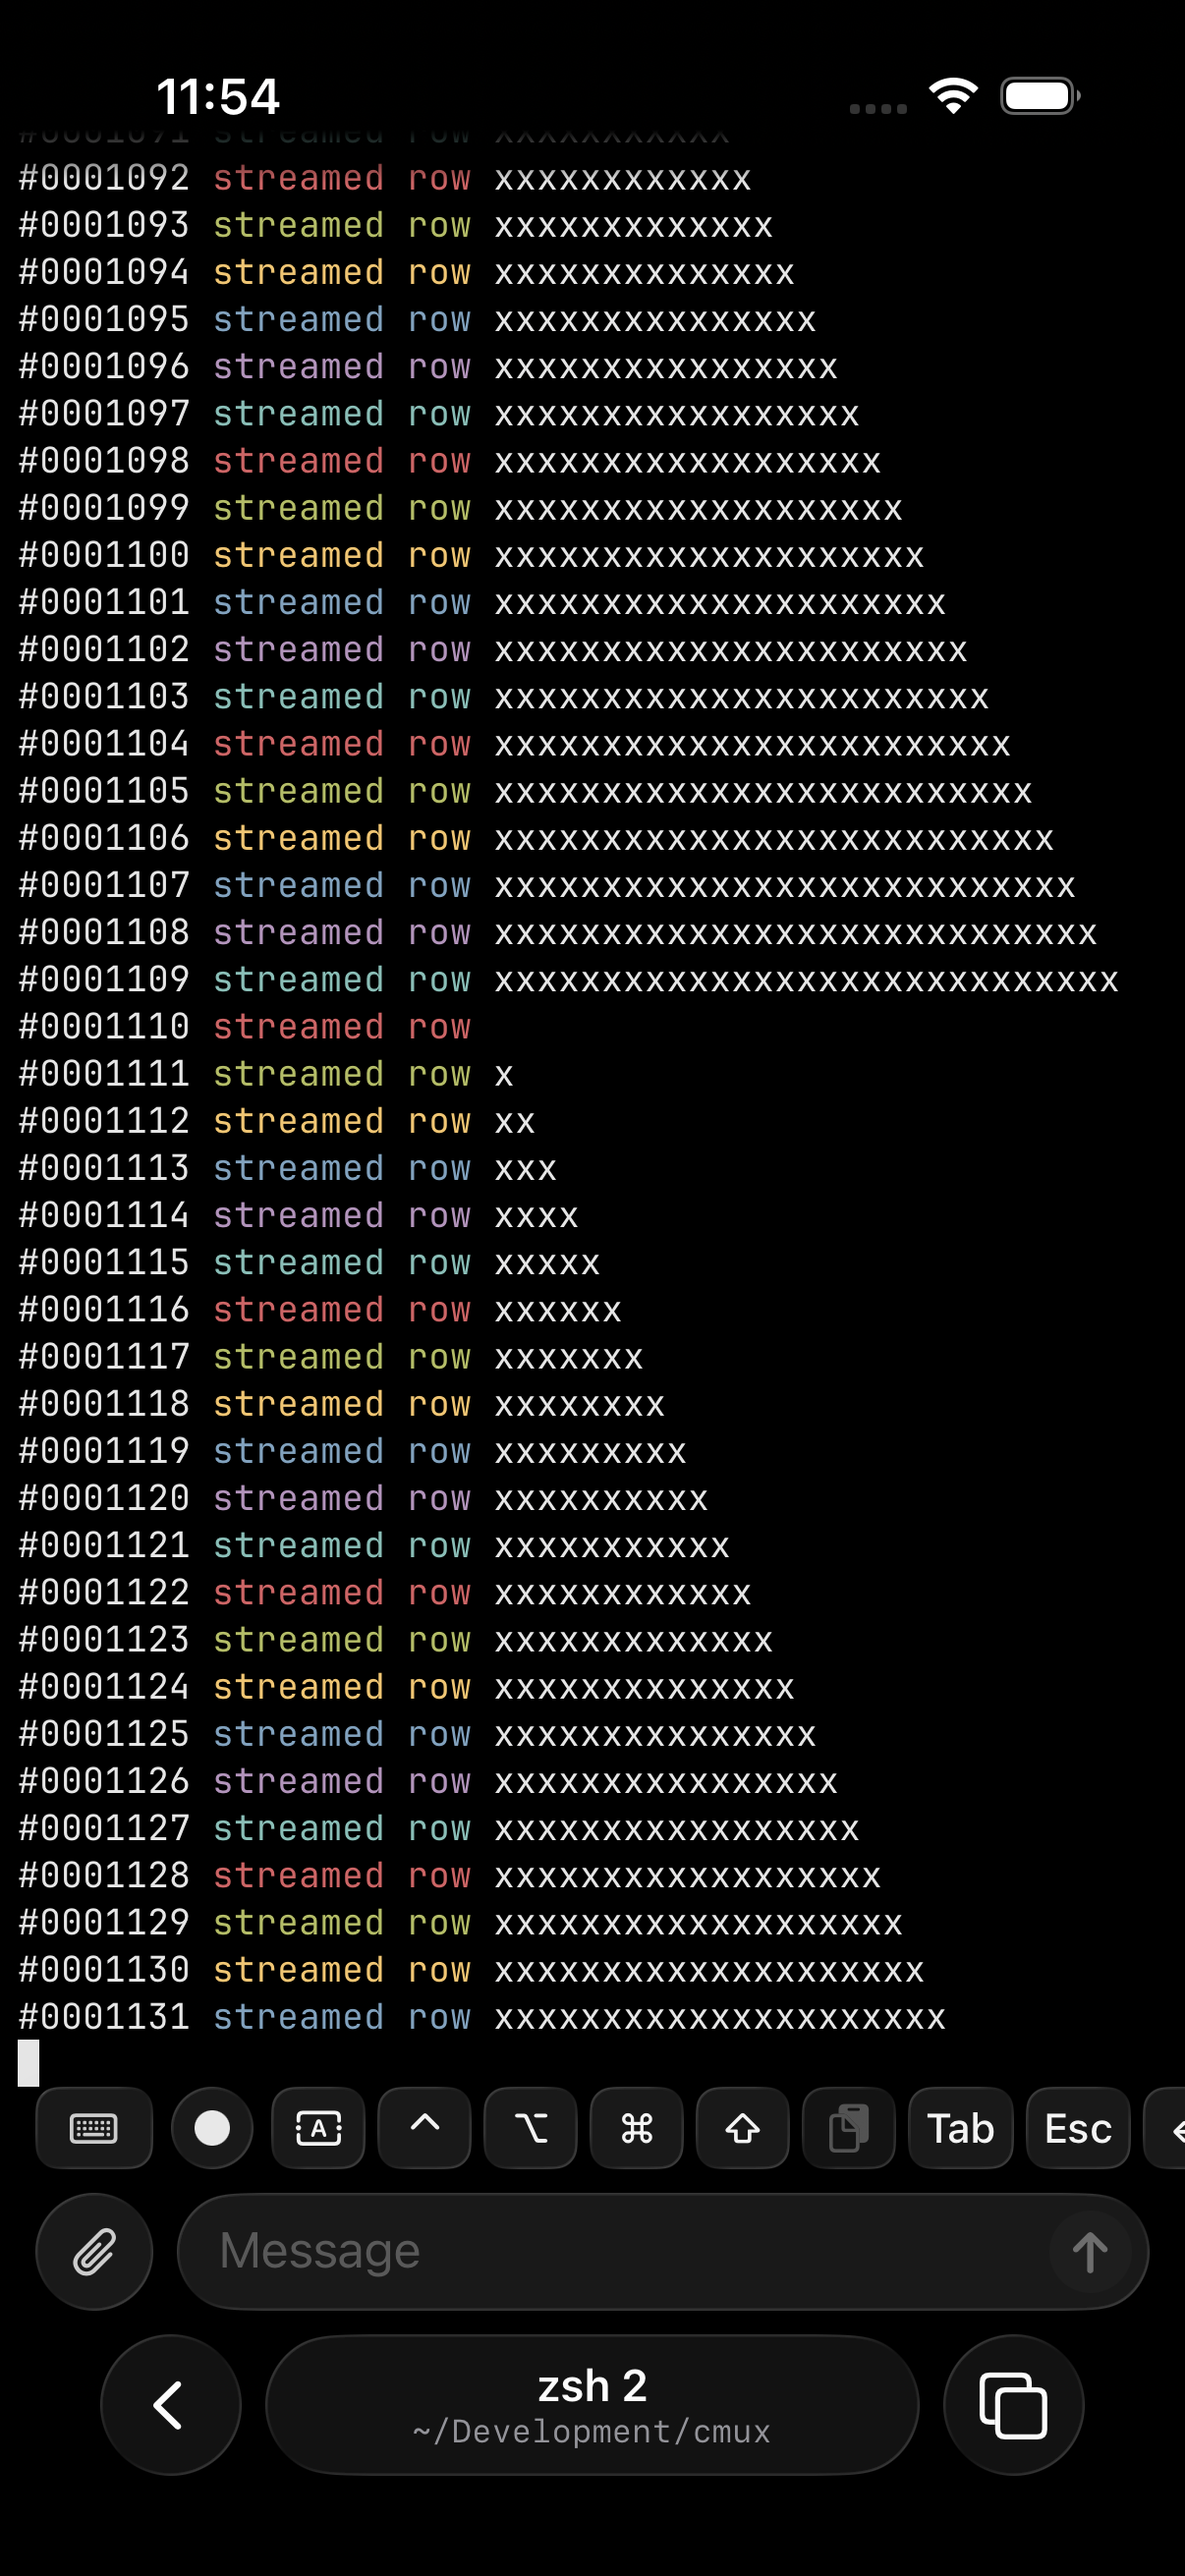 11:54
#0001091 streamed row xxxxxxxxxxx
#0001092 streamed row xxxxxxxxxxxx
#0001093 streamed row xxxxxxxxxxxxx
#0001094 streamed row xxxxxxxxxxxxxx
#0001095 streamed row xxxxxxxxxxxxxxx
#0001096 streamed row xxxxxxxxxxxxxxxx
#0001097 streamed row xxxxxxxxxxxxxxxxx
#0001098 streamed row xxxxxxxxxxxxxxxxxx
#0001099 streamed row xxxxxxxxxxxxxxxxxxx
#0001100 streamed row xxxxxxxxxxxxxxxxxxxx
#0001101 streamed row xxxxxxxxxxxxxxxxxxxxx
#0001102 streamed row xxxxxxxxxxxxxxxxxxxxxx
#0001103 streamed row xxxxxxxxxxxxxxxxxxxxxxx
#0001104 streamed row xxxxxxxxxxxxxxxxxxxxxxxx
#0001105 streamed row xxxxxxxxxxxxxxxxxxxxxxxxx
#0001106 streamed row xxxxxxxxxxxxxxxxxxxxxxxxxx
#0001107 streamed row xxxxxxxxxxxxxxxxxxxxxxxxxxx
#0001108 streamed row xxxxxxxxxxxxxxxxxxxxxxxxxxxx
#0001109 streamed row xxxxxxxxxxxxxxxxxxxxxxxxxxxxx
#0001110 streamed row
#0001111 streamed row x
#0001112 streamed row xx
#0001113 streamed row xxx
#0001114 streamed row xxxx
#0001115 streamed row xxxxx
#0001116 streamed row xxxxxx
#0001117 streamed row xxxxxxx
#0001118 streamed row xxxxxxxx
#0001119 streamed row xxxxxxxxx
#0001120 streamed row xxxxxxxxxx
#0001121 streamed row xxxxxxxxxxx
#0001122 streamed row xxxxxxxxxxxx
#0001123 streamed row xxxxxxxxxxxxx
#0001124 streamed row xxxxxxxxxxxxxx
#0001125 streamed row xxxxxxxxxxxxxxx
#0001126 streamed row xxxxxxxxxxxxxxxx
#0001127 streamed row xxxxxxxxxxxxxxxxx
#0001128 streamed row xxxxxxxxxxxxxxxxxx
#0001129 streamed row xxxxxxxxxxxxxxxxxxx
#0001130 streamed row xxxxxxxxxxxxxxxxxxxx
#0001131 streamed row xxxxxxxxxxxxxxxxxxxxx
A ^ ⌥ ⌘ ⇧ Tab Esc
Message
zsh 2
~/Development/cmux